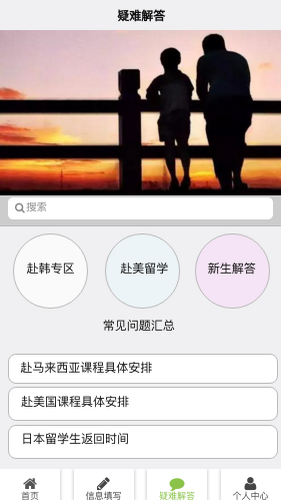 疑难解答
搜索
赴韩专区
赴美留学
新生解答
常见问题汇总
赴马来西亚课程具体安排
赴美国课程具体安排
日本留学生返回时间
首页
信息填写
疑难解答
个人中心